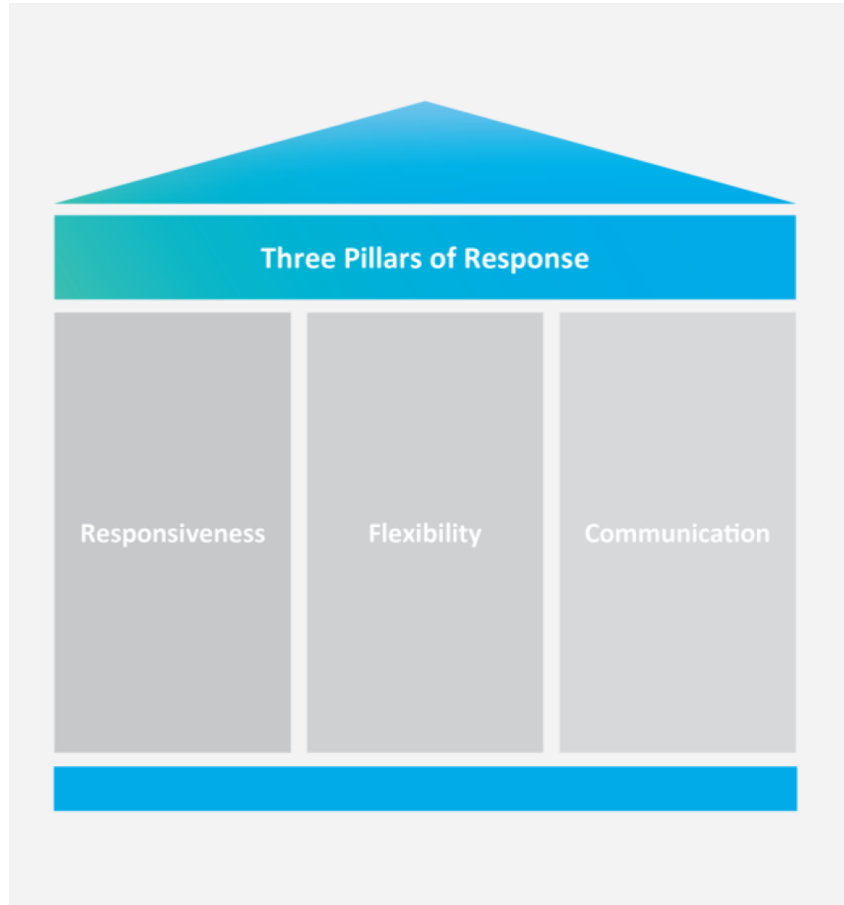 Three Pillars of Response
Responsiveness
Flexibility
Communication